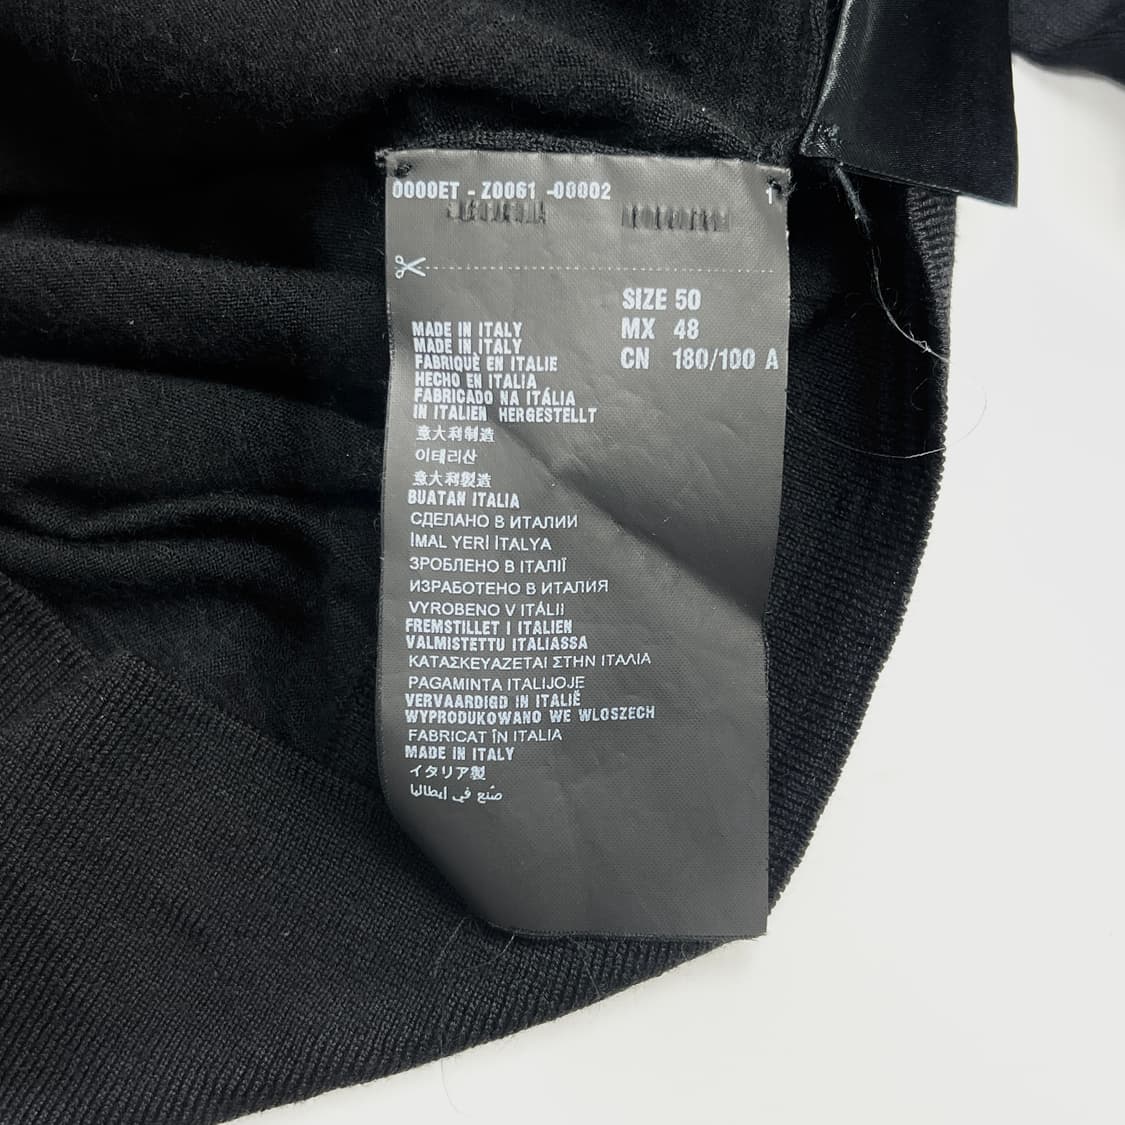 0000ET - Z0061 -00002 1
SIZE 50
MX 48
CN 180/100 A
MADE IN ITALY
MADE IN ITALY
FABRIQUÉ EN ITALIE
HECHO EN ITALIA
FABRICADO NA ITÁLIA
IN ITALIEN HERGESTELLT
意大利制造
이테리산
意大利製造
BUATAN ITALIA
СДЕЛАНО В ИТАЛИИ
İMAL YERİ İTALYA
ЗРОБЛЕНО В ІТАЛІЇ
ИЗРАБОТЕНО В ИТАЛИЯ
VYROBENO V ITÁLII
FREMSTILLET I ITALIEN
VALMISTETTU ITALIASSA
ΚΑΤΑΣΚΕΥΑΖΕΤΑΙ ΣΤΗΝ ΙΤΑΛΙΑ
PAGAMINTA ITALIJOJE
VERVAARDIGD IN ITALIË
WYPRODUKOWANO WE WLOSZECH
FABRICAT ÎN ITALIA
MADE IN ITALY
イタリア製
صُنع في إيطاليا